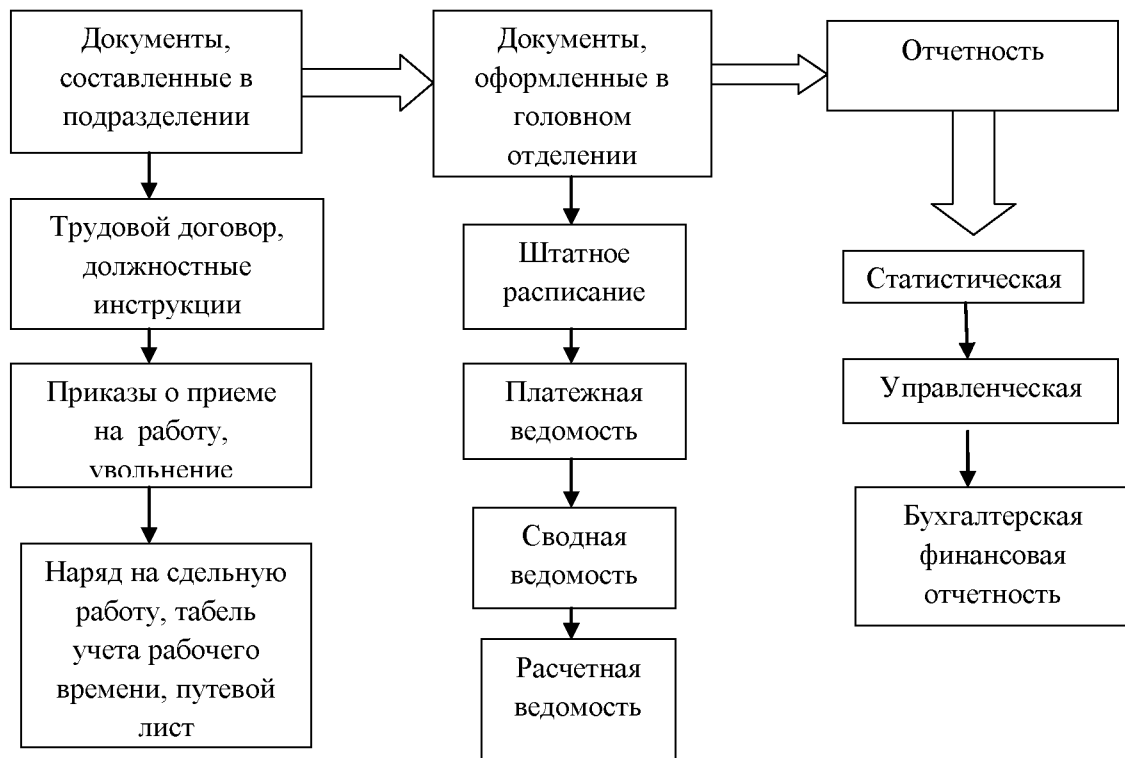 Документы,
составленные в
подразделении
Трудовой договор,
должностные
инструкции
Приказы о приеме
на работу,
увольнение
Наряд на сдельную
работу, табель
учета рабочего
времени, путевой
лист
Документы,
оформленные в
головном
отделении
Штатное
расписание
Платежная
ведомость
Сводная
ведомость
Расчетная
ведомость
Отчетность
Статистическая
Управленческая
Бухгалтерская
финансовая
отчетность